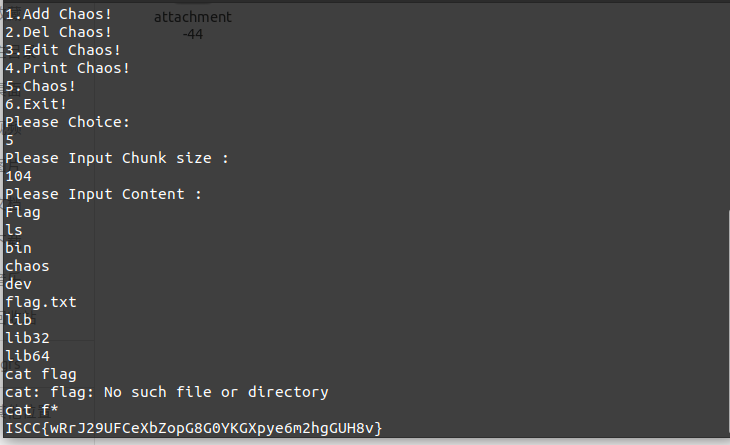 attachment
-44
1.Add Chaos!
2.Del Chaos!
3.Edit Chaos!
4.Print Chaos!
5.Chaos!
6.Exit!
Please Choice:
5
Please Input Chunk size :
104
Please Input Content :
Flag
ls
bin
chaos
dev
flag.txt
lib
lib32
lib64
cat flag
cat: flag: No such file or directory
cat f*
ISCC{wRrJ29UFCeXbZopG8G0YKGXpye6m2hgGUH8v}